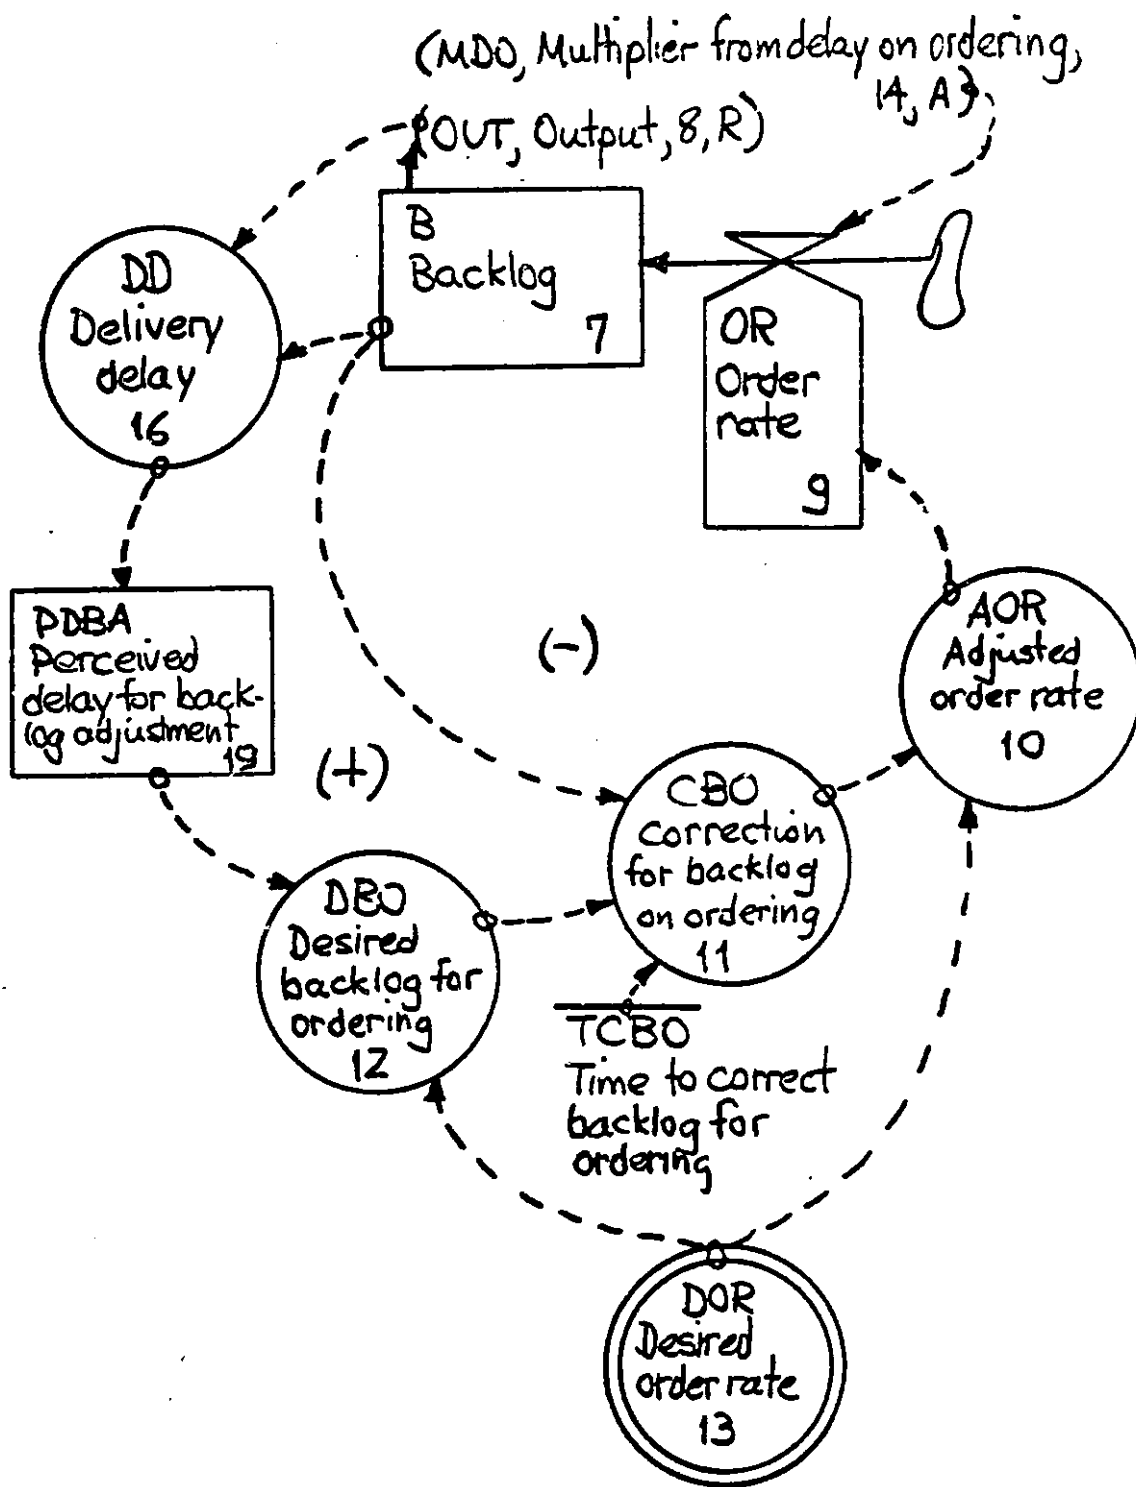 (MDO, Multiplier from delay on ordering,
14, A)
(OUT, Output, 8, R)
B
Backlog
7
DD
Delivery
delay
16
OR
Order
rate
9
PDBA
Perceived
delay for back-
log adjustment
19
(-)
(+)
AOR
Adjusted
order rate
10
CBO
Correction
for backlog
on ordering
11
DBO
Desired
backlog for
ordering
12
TCBO
Time to correct
backlog for
ordering
DOR
Desired
order rate
13